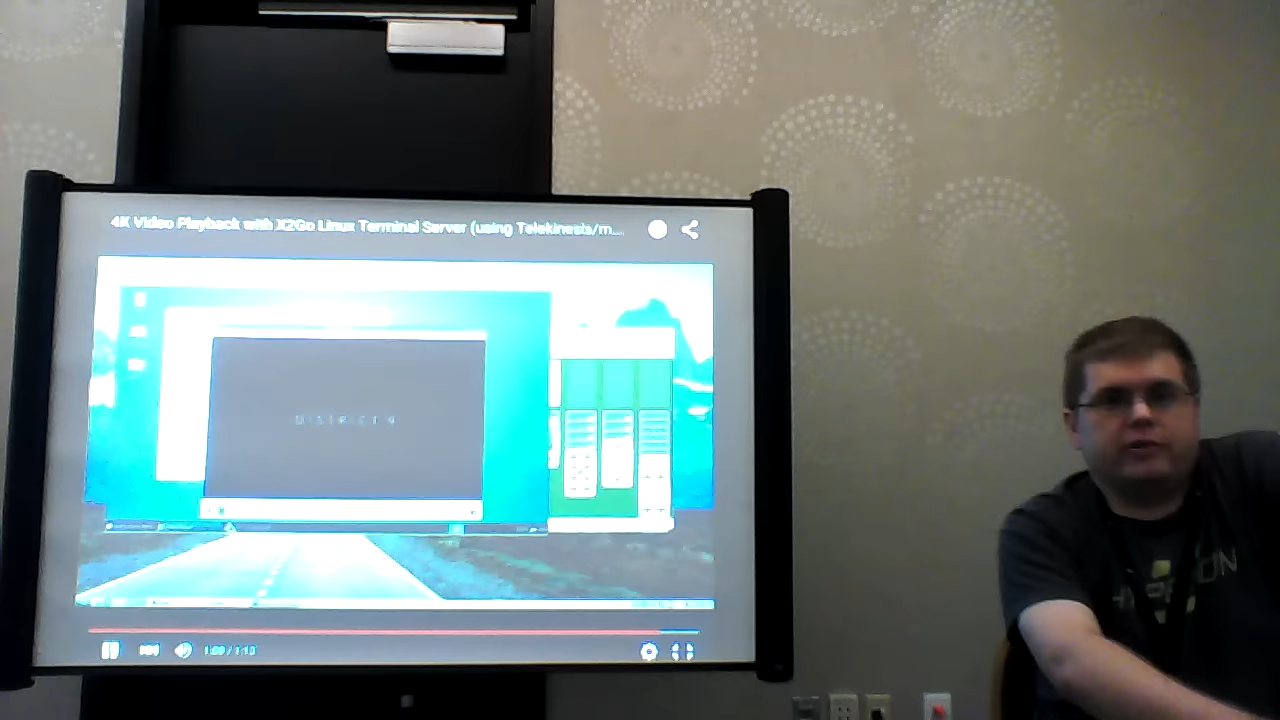 4K Video Playback with X2Go Linux Terminal Server (using Telekinesis/m...
DISTRICT 9
1:09 / 1:13